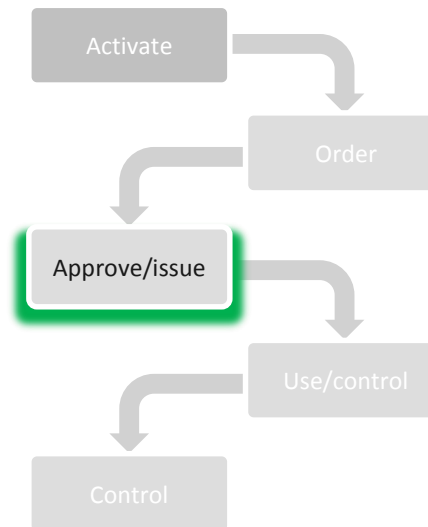 Activate
Order
Approve/issue
Use/control
Control